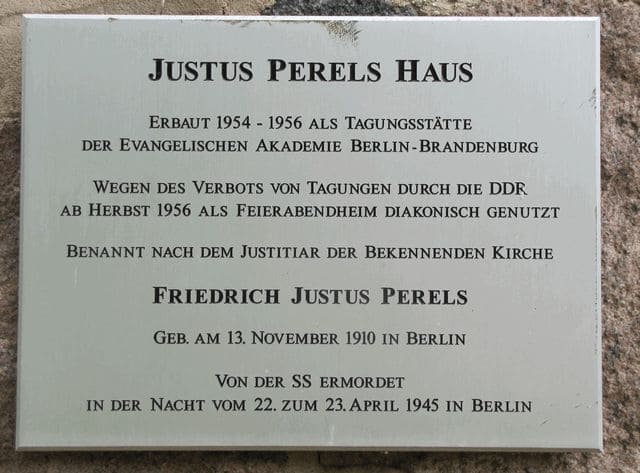 JUSTUS PERELS HAUS
ERBAUT 1954 - 1956 ALS TAGUNGSSTÄTTE
DER EVANGELISCHEN AKADEMIE BERLIN-BRANDENBURG
WEGEN DES VERBOTS VON TAGUNGEN DURCH DIE DDR
AB HERBST 1956 ALS FEIERABENDHEIM DIAKONISCH GENUTZT
BENANNT NACH DEM JUSTITIAR DER BEKENNENDEN KIRCHE
FRIEDRICH JUSTUS PERELS
GEB. AM 13. NOVEMBER 1910 IN BERLIN
VON DER SS ERMORDET
IN DER NACHT VOM 22. ZUM 23. APRIL 1945 IN BERLIN